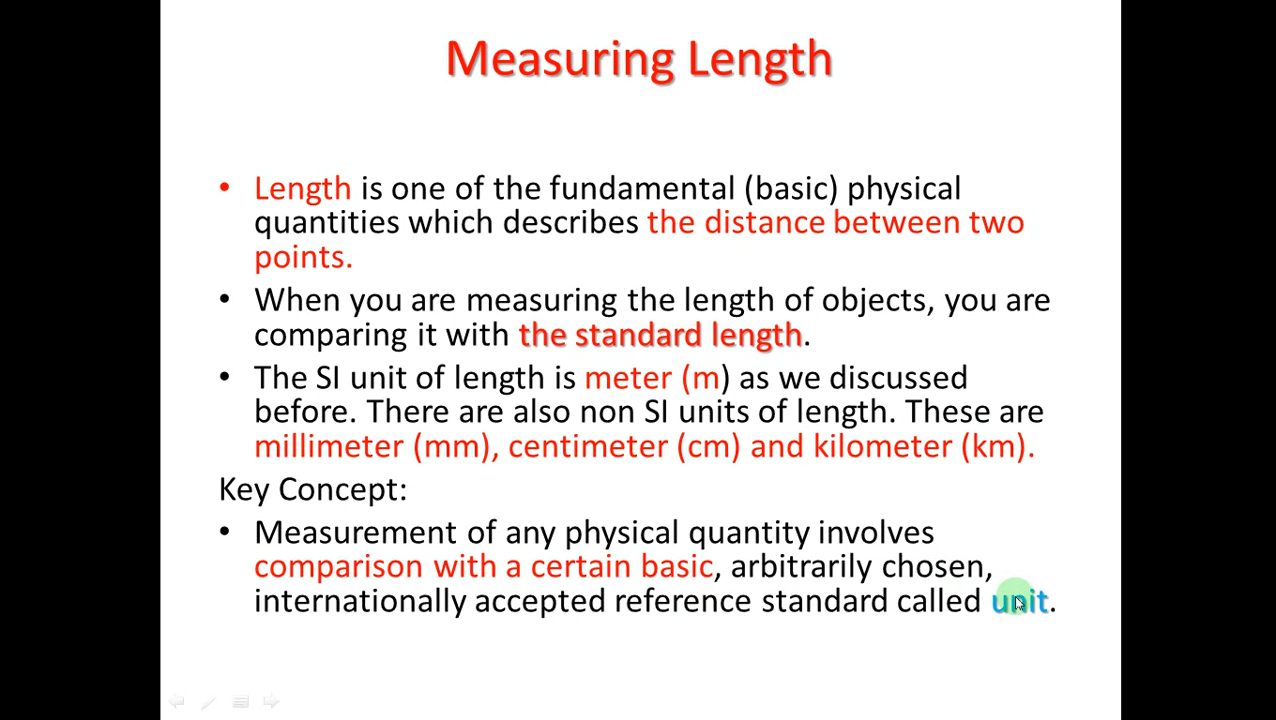 Measuring Length
• Length is one of the fundamental (basic) physical
quantities which describes the distance between two
points.
• When you are measuring the length of objects, you are
comparing it with the standard length.
• The SI unit of length is meter (m) as we discussed
before. There are also non SI units of length. These are
millimeter (mm), centimeter (cm) and kilometer (km).
Key Concept:
• Measurement of any physical quantity involves
comparison with a certain basic, arbitrarily chosen,
internationally accepted reference standard called unit.